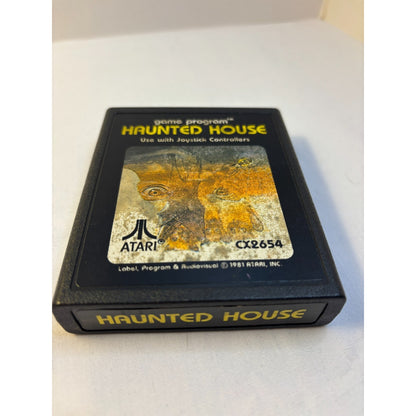 game program™
HAUNTED HOUSE
Use with Joystick Controllers
ATARI®
CX2654
Label, Program & Audiovisual Ⓟ © 1981 ATARI, INC.
HAUNTED HOUSE